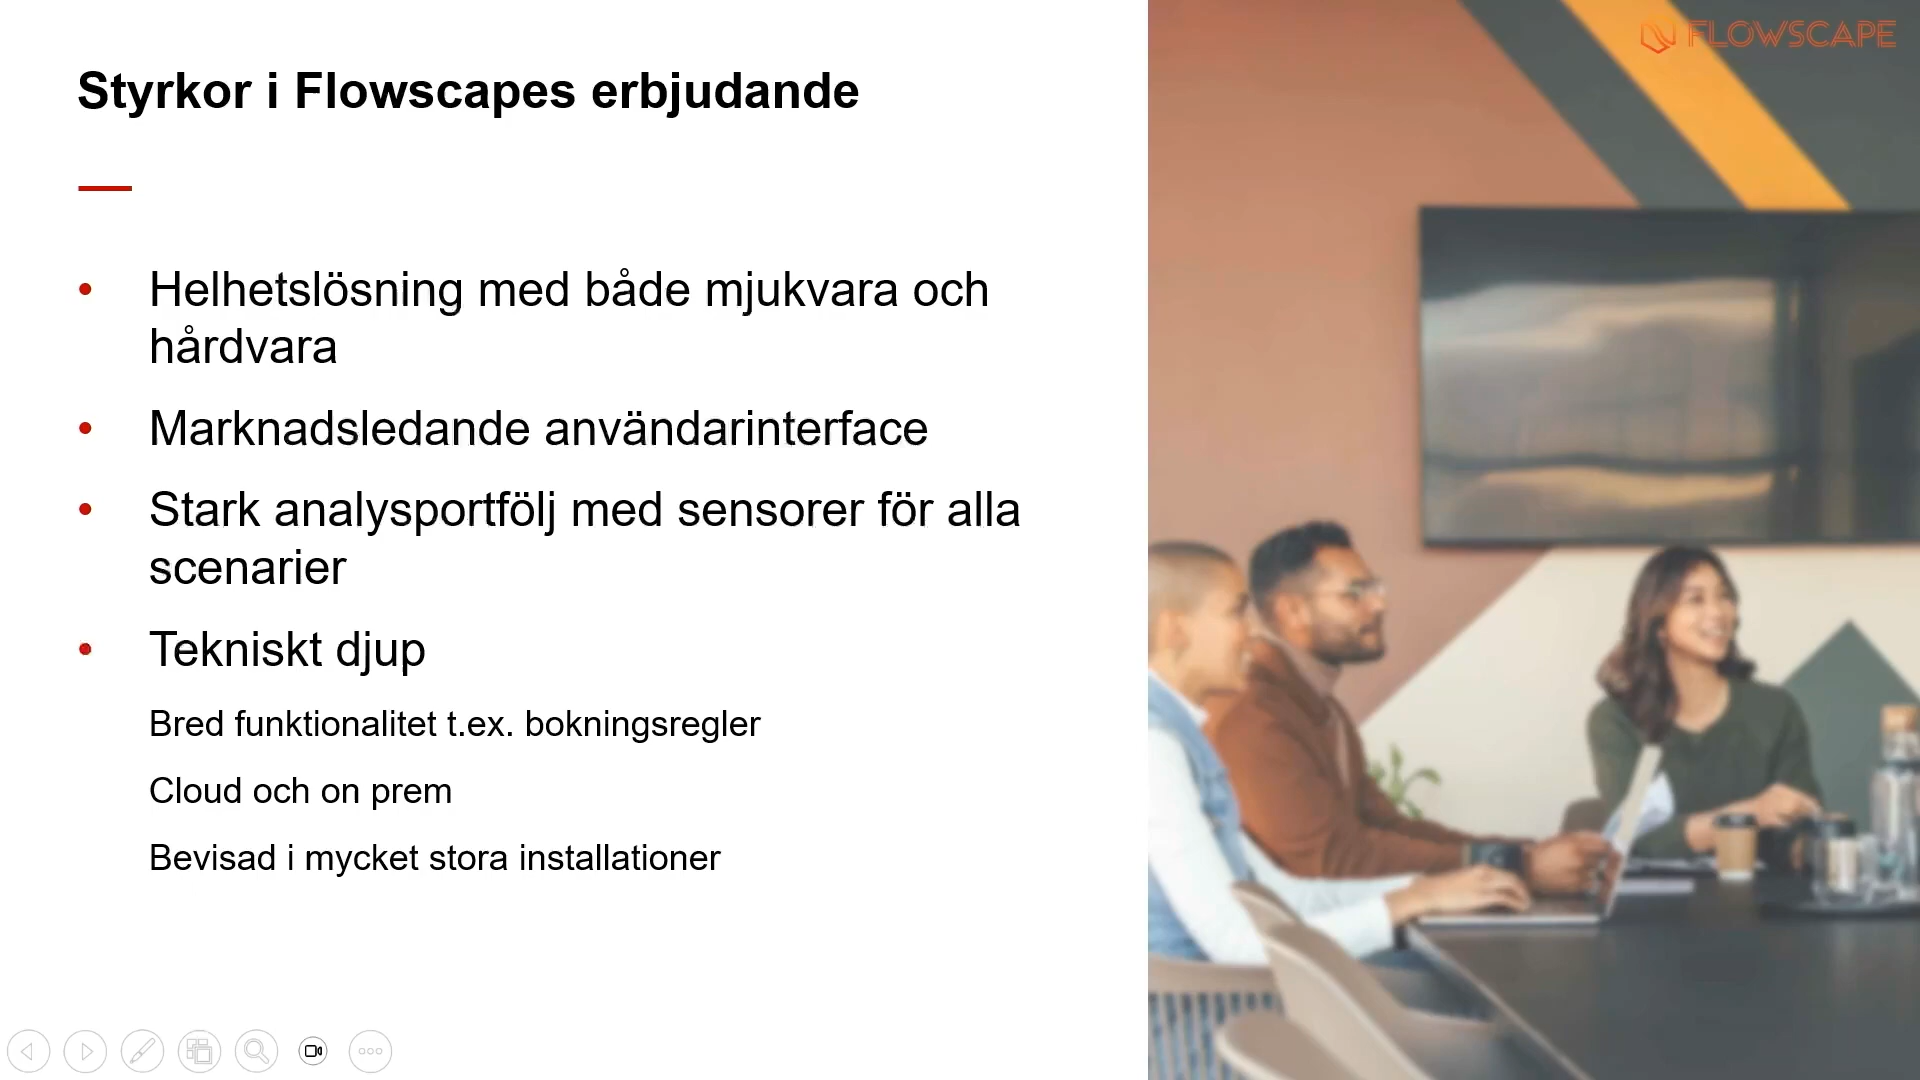 FLOWSCAPE
Styrkor i Flowscapes erbjudande
• Helhetslösning med både mjukvara och
hårdvara
• Marknadsledande användarinterface
• Stark analysportfölj med sensorer för alla
scenarier
• Tekniskt djup
Bred funktionalitet t.ex. bokningsregler
Cloud och on prem
Bevisad i mycket stora installationer